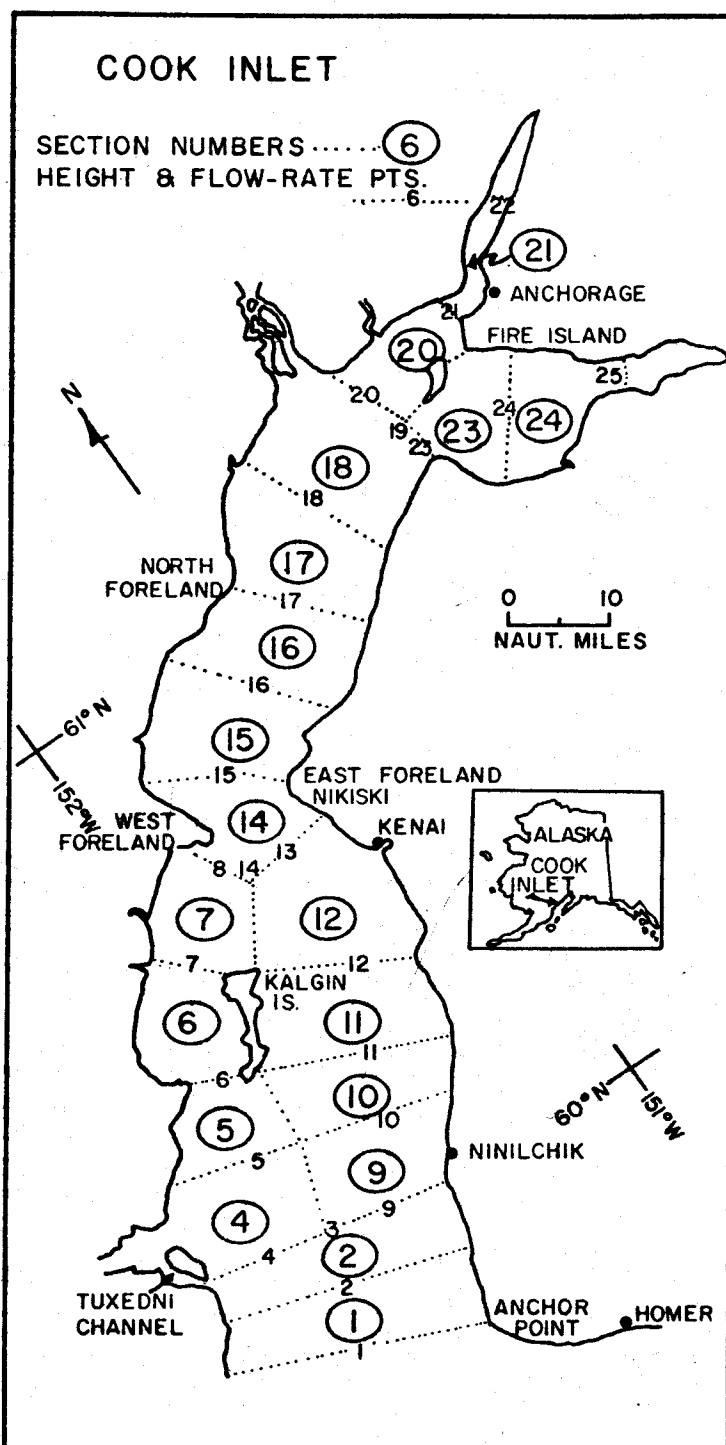 COOK INLET
SECTION NUMBERS ...... 6
HEIGHT & FLOW-RATE PTS.
6
22
21
ANCHORAGE
21
FIRE ISLAND
20
25
20
24
19
23
24
23
N
18
18
NORTH
FORELAND
17
17
0 10
NAUT. MILES
16
16
61° N
15
152° W
15
EAST FORELAND
NIKISKI
WEST
FORELAND
14
KENAI
ALASKA
COOK
INLET
8
14
13
7
12
7
12
KALGIN
IS.
6
11
11
6
10
60° N
151° W
10
5
5
NINILCHIK
9
9
4
3
4
2
2
TUXEDNI
CHANNEL
1
ANCHOR
POINT
HOMER
1